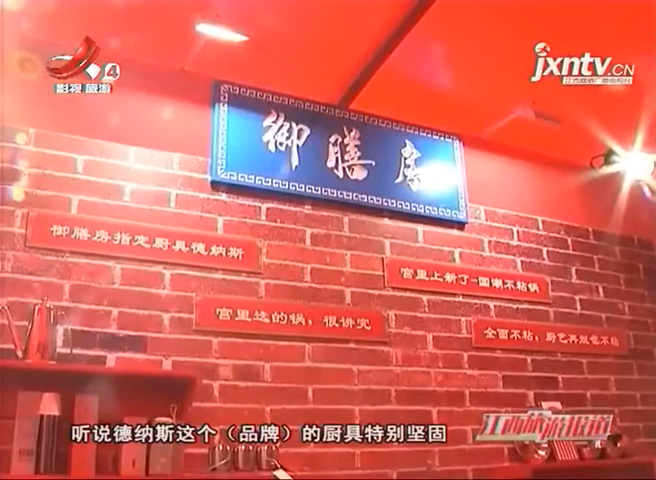 4
影视 旅游
jxntv.CN
御膳房
御膳房指定厨具德纳斯
宫里上新了-国潮不粘锅
宫里选的锅，很讲究
全面不粘，厨艺再烂也不粘
听说德纳斯这个（品牌）的厨具特别坚固
江西旅游报道